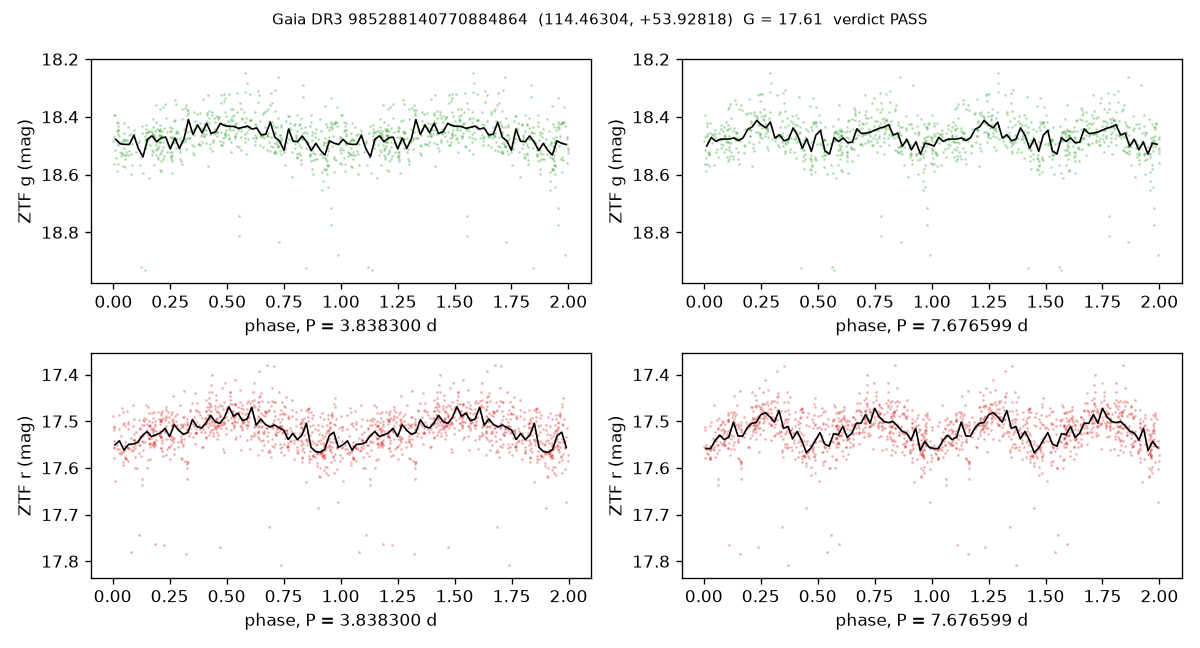 Gaia DR3 985288140770884864 (114.46304, +53.92818) G = 17.61 verdict PASS
18.2
18.4
18.6
18.8
ZTF g (mag)
0.00 0.25 0.50 0.75 1.00 1.25 1.50 1.75 2.00
phase, P = 3.838300 d
18.2
18.4
18.6
18.8
ZTF g (mag)
0.00 0.25 0.50 0.75 1.00 1.25 1.50 1.75 2.00
phase, P = 7.676599 d
17.4
17.5
17.6
17.7
17.8
ZTF r (mag)
0.00 0.25 0.50 0.75 1.00 1.25 1.50 1.75 2.00
phase, P = 3.838300 d
17.4
17.5
17.6
17.7
17.8
ZTF r (mag)
0.00 0.25 0.50 0.75 1.00 1.25 1.50 1.75 2.00
phase, P = 7.676599 d